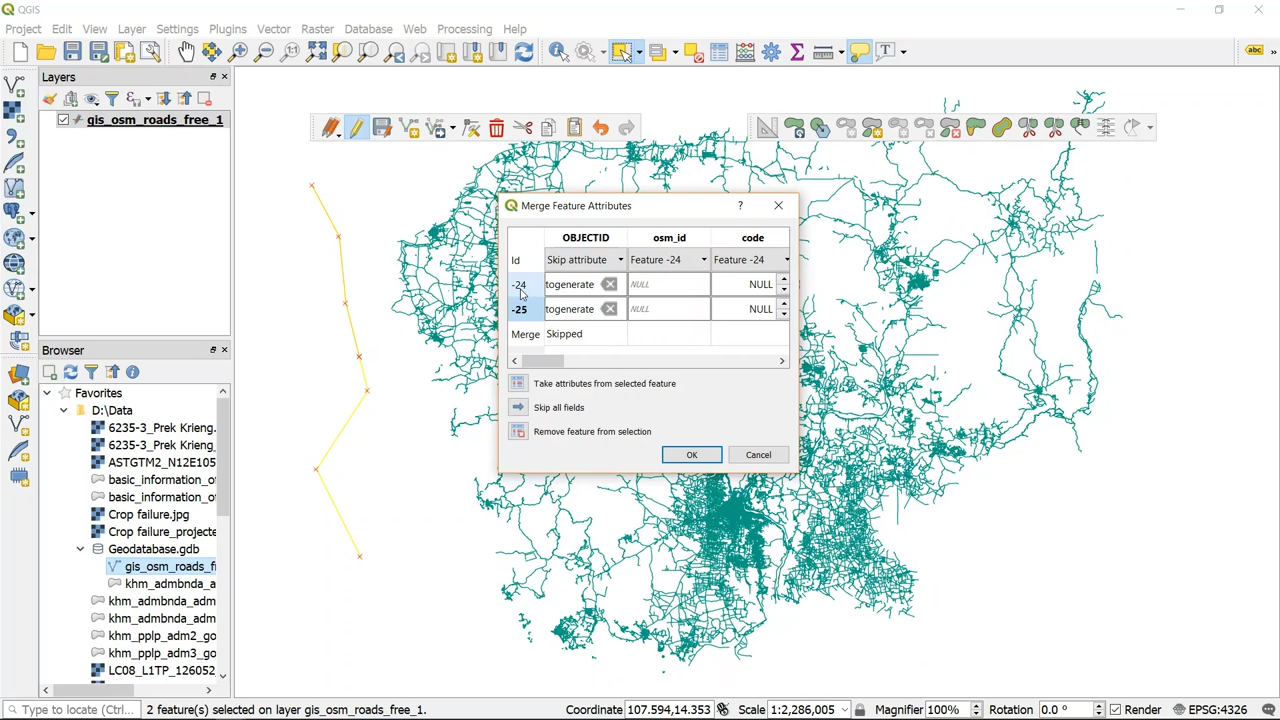 QGIS
Project Edit View Layer Settings Plugins Vector Raster Database Web Processing Help
abc
Layers
gis_osm_roads_free_1
Merge Feature Attributes ?
OBJECTID osm_id code
Id Skip attribute Feature -24 Feature -24
-24 togenerate NULL NULL
-25 togenerate NULL NULL
Merge Skipped
Take attributes from selected feature
Skip all fields
Remove feature from selection
OK Cancel
Browser
Favorites
D:\Data
6235-3_Prek Krieng
6235-3_Prek Krieng
ASTGTM2_N12E105
basic_information_o
basic_information_o
Crop failure.jpg
Crop failure_projecte
Geodatabase.gdb
gis_osm_roads_f
khm_admbnda_a
khm_admbnda_adm
khm_admbnda_adm
khm_pplp_adm2_go
khm_pplp_adm3_go
LC08_L1TP_126052
Type to locate (Ctrl... 2 feature(s) selected on layer gis_osm_roads_free_1. Coordinate 107.594,14.353 Scale 1:2,286,005 Magnifier 100% Rotation 0.0 ° Render EPSG:4326